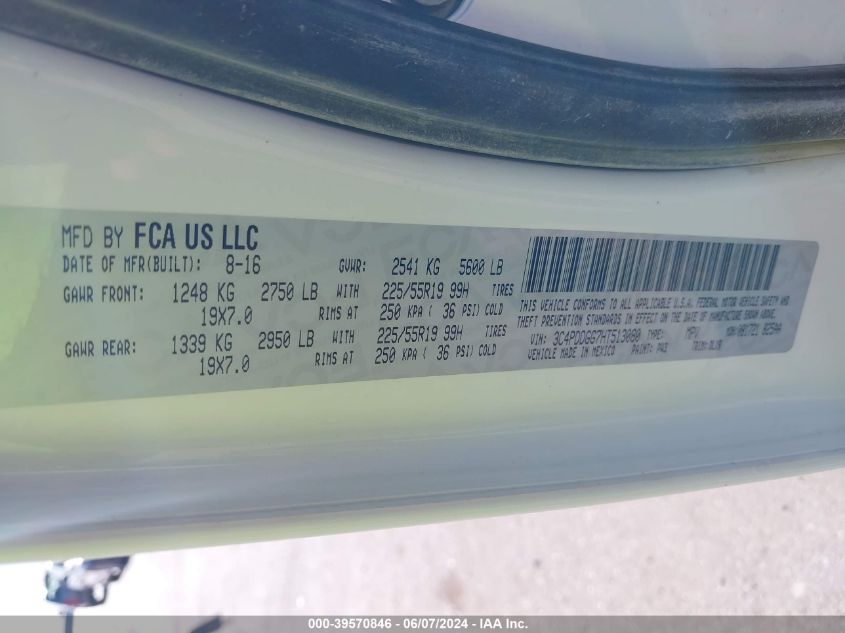 MFD BY FCA US LLC
DATE OF MFR(BUILT): 8-16 GVWR: 2541 KG 5600 LB
GAWR FRONT: 1248 KG 2750 LB WITH 225/55R19 99H TIRES
19X7.0 RIMS AT 250 KPA ( 36 PSI) COLD
GAWR REAR: 1339 KG 2950 LB WITH 225/55R19 99H TIRES
19X7.0 RIMS AT 250 KPA ( 36 PSI) COLD
THIS VEHICLE CONFORMS TO ALL APPLICABLE U.S.A. FEDERAL MOTOR VEHICLE SAFETY AND
THEFT PREVENTION STANDARDS IN EFFECT ON THE DATE OF MANUFACTURE SHOWN ABOVE.
VIN: 3C4PDDGG7HT513080 TYPE: MPV MDH:
VEHICLE MADE IN MEXICO PAINT: PW3 TRIM:
000-39570846 - 06/07/2024 - IAA Inc.